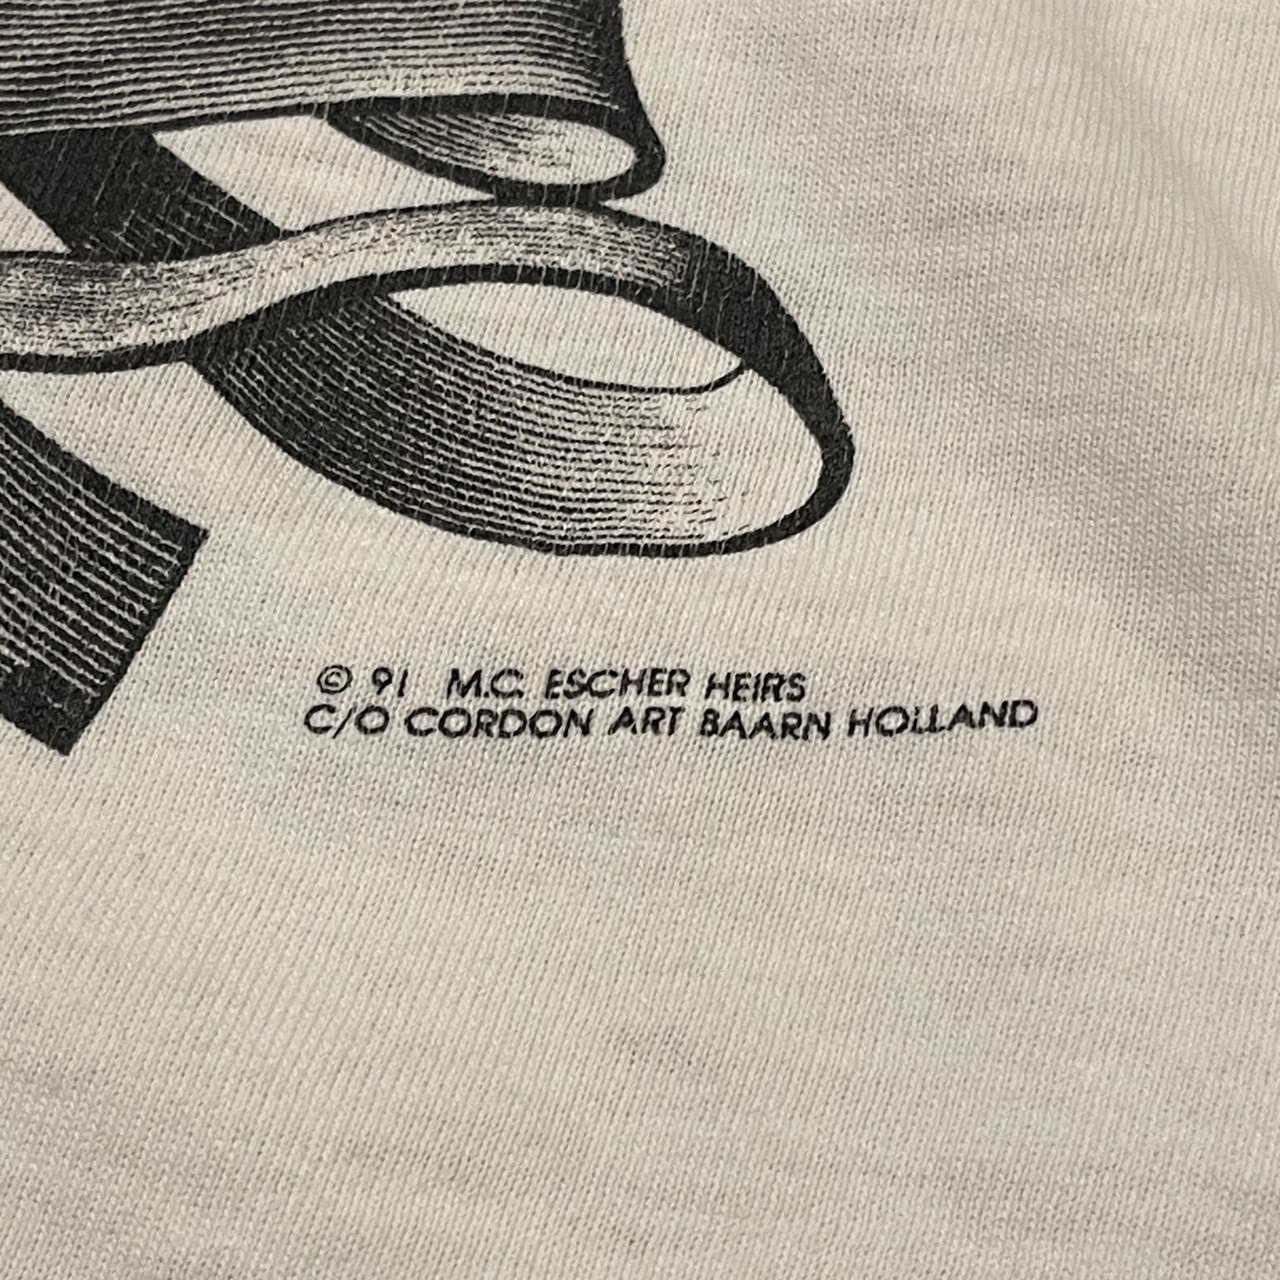 © 91 M.C. ESCHER HEIRS
C/O CORDON ART BAARN HOLLAND